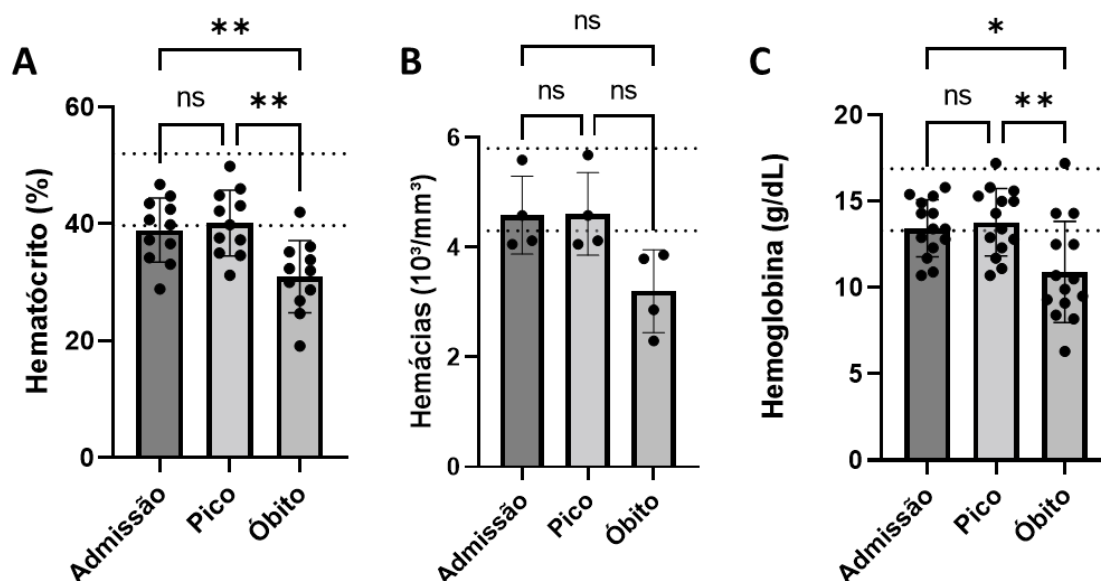 A
**
ns
**
Hematócrito (%)
60
40
20
0
Admissão
Pico
Óbito
B
ns
ns
ns
Hemácias (10³/mm³)
6
4
2
0
Admissão
Pico
Óbito
C
*
ns
**
Hemoglobina (g/dL)
20
15
10
5
0
Admissão
Pico
Óbito